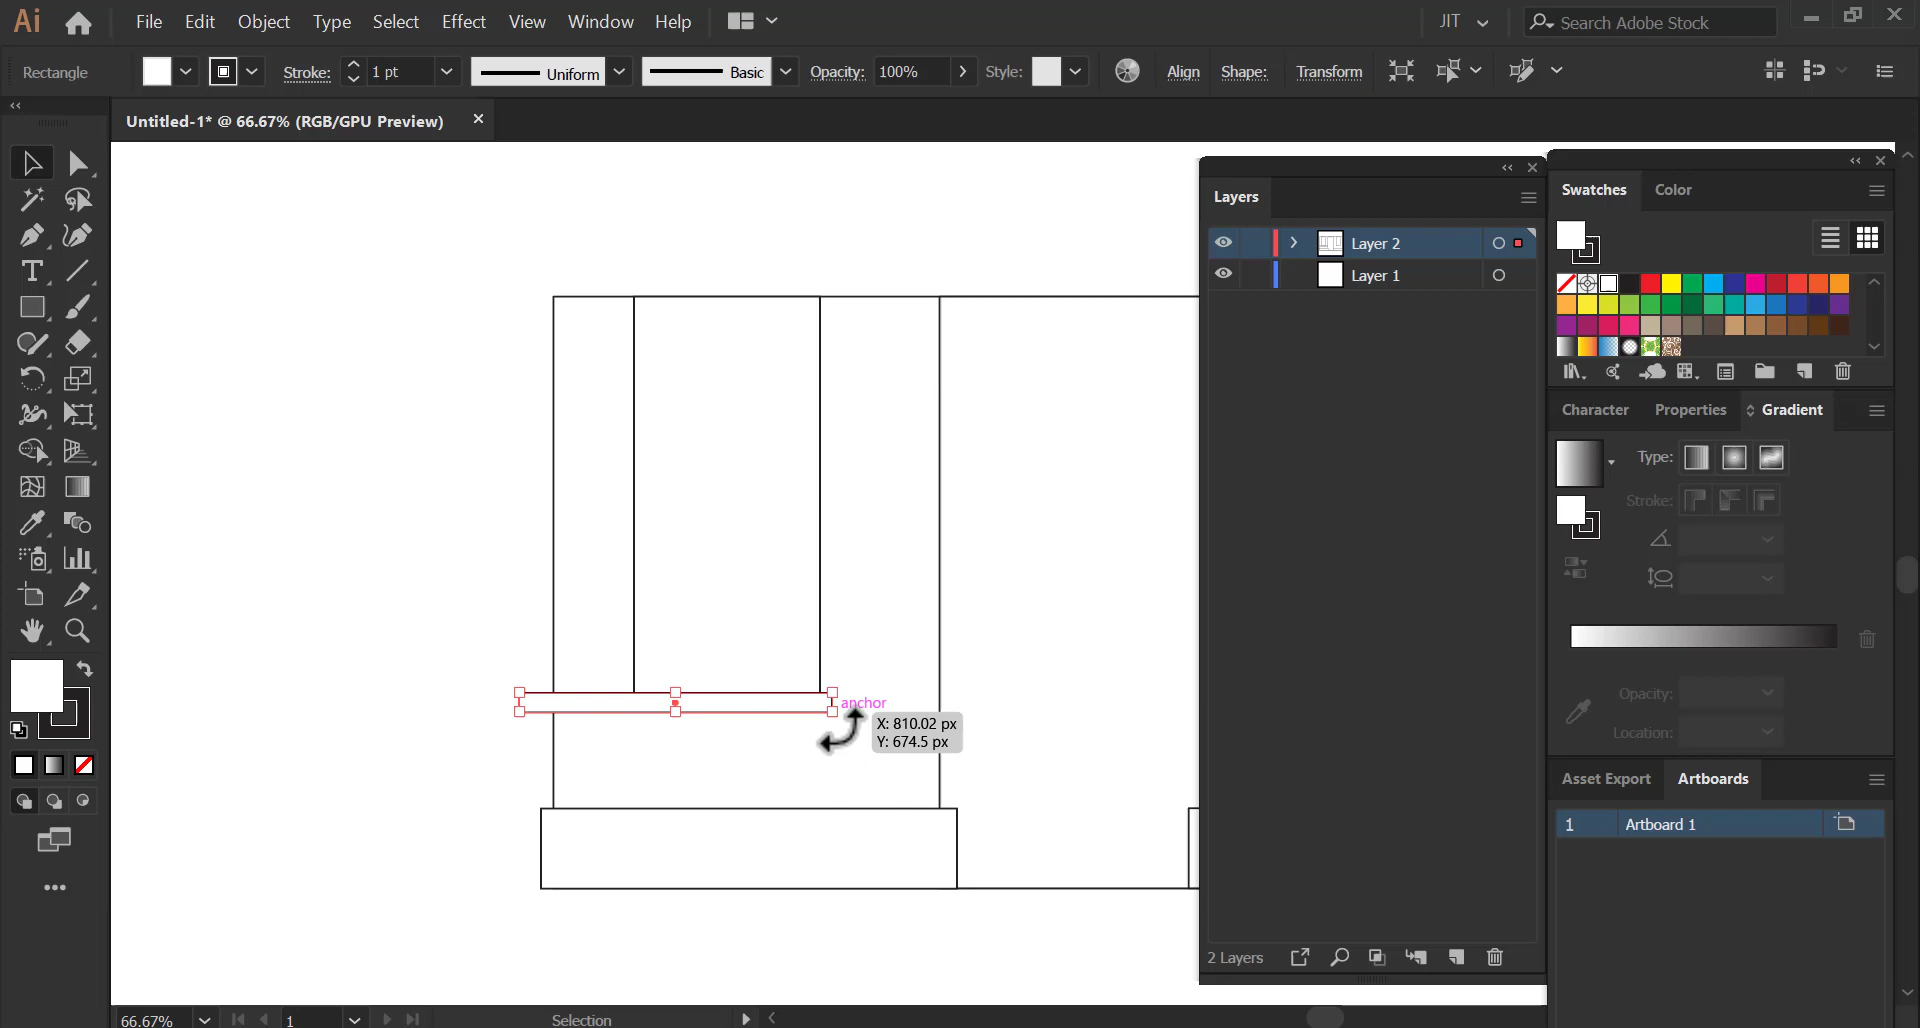 Ai File Edit Object Type Select Effect View Window Help JIT Search Adobe Stock
Rectangle Stroke: 1 pt Uniform Basic Opacity: 100% Style: Align Shape: Transform
Untitled-1* @ 66.67% (RGB/GPU Preview)
Layers
Layer 2
Layer 1
2 Layers
Swatches Color
Character Properties Gradient
Type:
Stroke:
Opacity:
Location:
Asset Export Artboards
1 Artboard 1
anchor
X: 810.02 px
Y: 674.5 px
66.67% 1 Selection